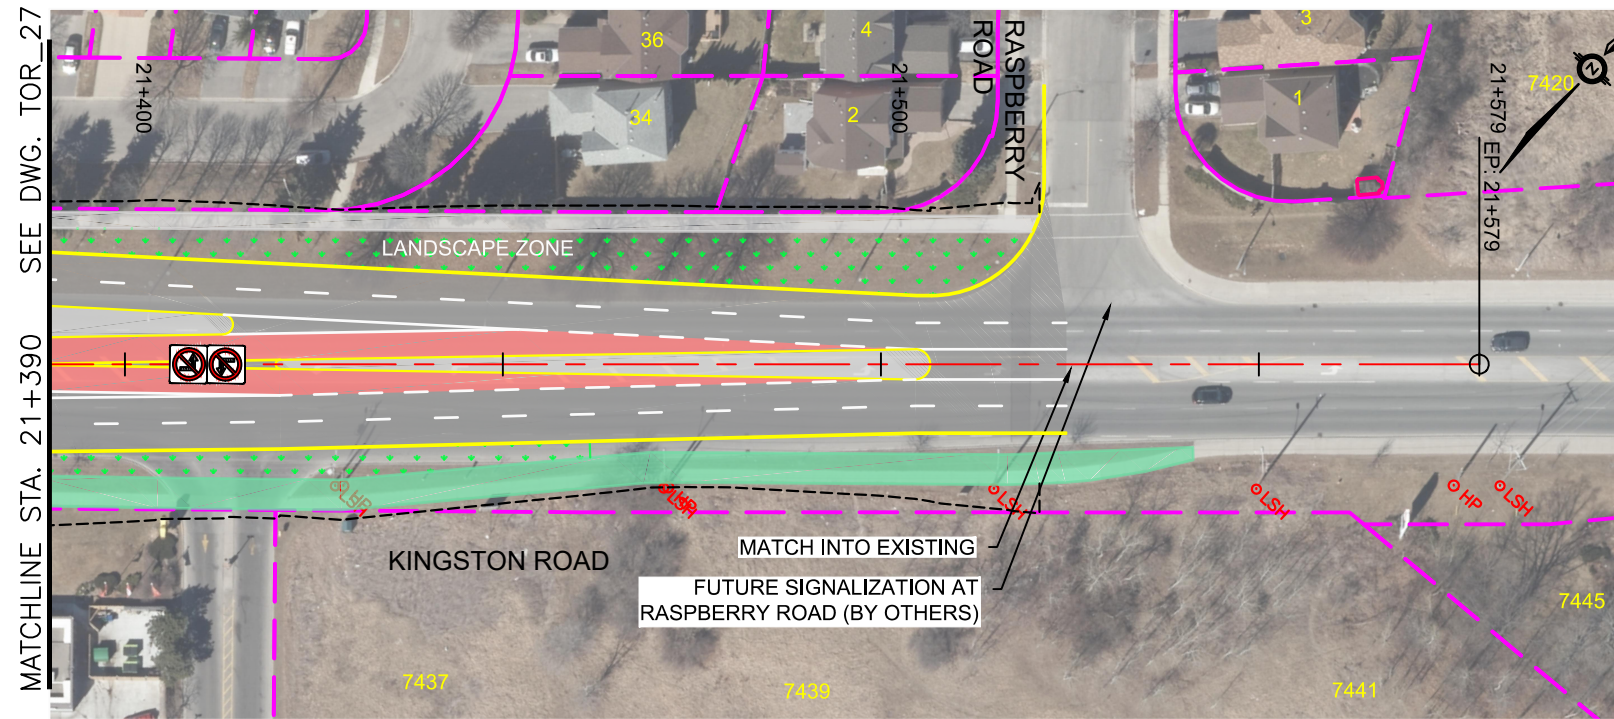 MATCHLINE STA. 21+390 SEE DWG. TOR_27
21+400
36
4
34
2
21+500
RASPBERRY
ROAD
3
1
7420
N
21+579 EP: 21+579
LANDSCAPE ZONE
LSH
HP
LSH
LSH
HP
LSH
KINGSTON ROAD
MATCH INTO EXISTING
FUTURE SIGNALIZATION AT
RASPBERRY ROAD (BY OTHERS)
7437
7439
7441
7445